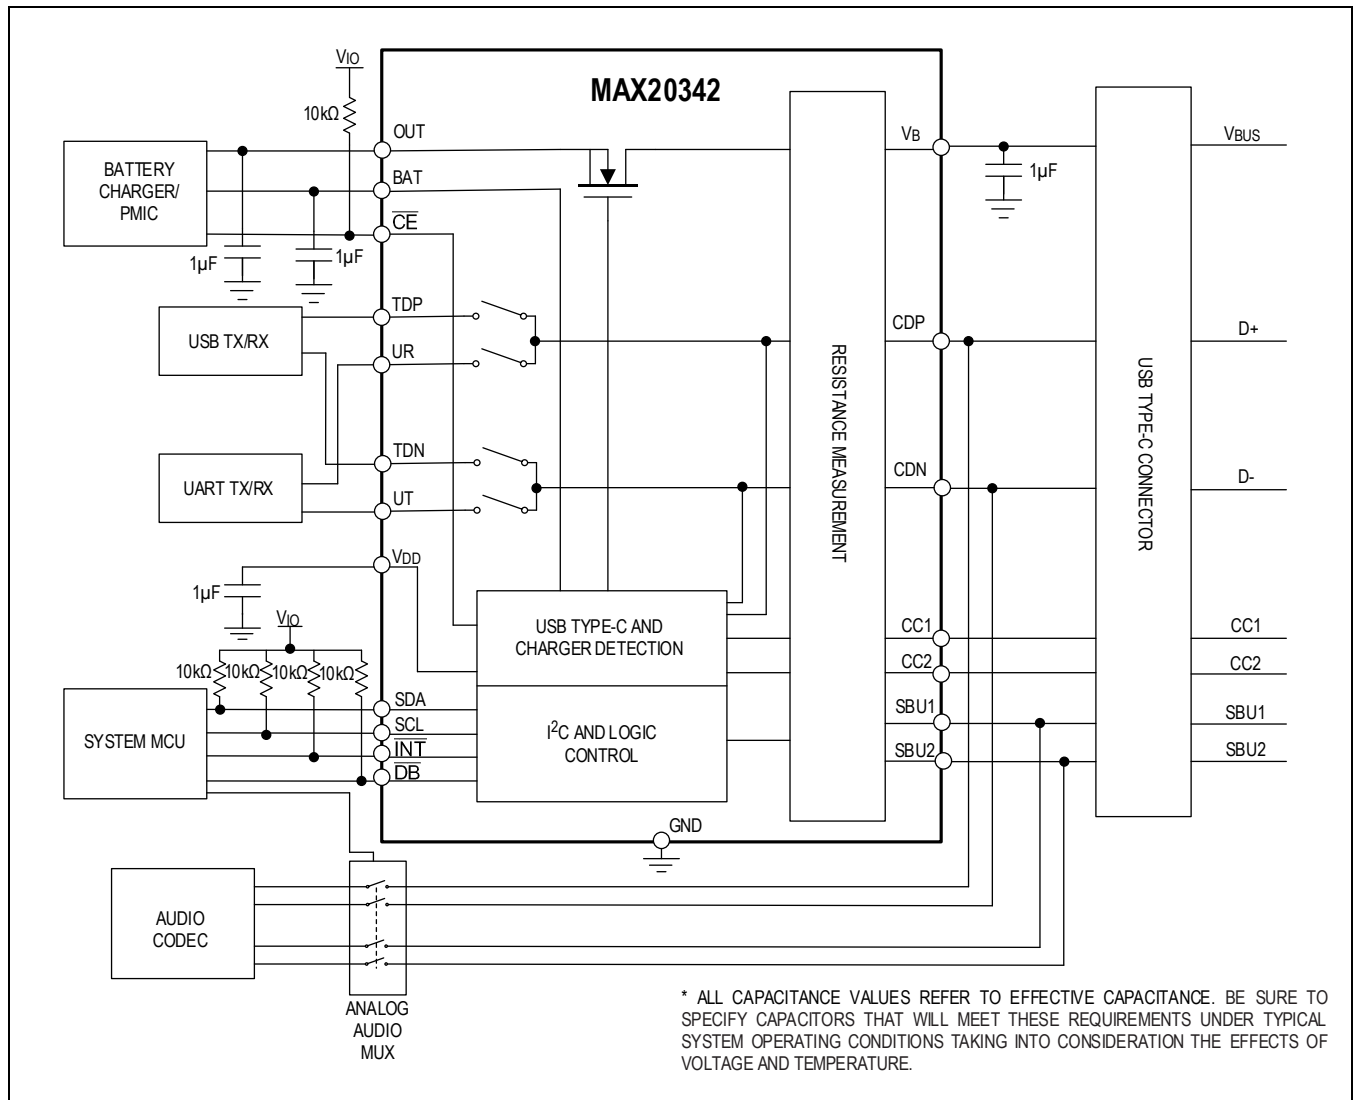 MAX20342
VIO
10kΩ
OUT
BAT
CE
BATTERY
CHARGER/
PMIC
1µF
1µF
VB
1µF
VBUS
TDP
UR
USB TX/RX
CDP
D+
TDN
UT
UART TX/RX
CDN
D-
RESISTANCE MEASUREMENT
USB TYPE-C CONNECTOR
VDD
1µF
VIO
10kΩ 10kΩ 10kΩ 10kΩ
USB TYPE-C AND
CHARGER DETECTION
CC1
CC2
CC1
CC2
SDA
SCL
INT
DB
SYSTEM MCU
I2C AND LOGIC
CONTROL
SBU1
SBU2
SBU1
SBU2
GND
AUDIO
CODEC
ANALOG
AUDIO
MUX
* ALL CAPACITANCE VALUES REFER TO EFFECTIVE CAPACITANCE. BE SURE TO
SPECIFY CAPACITORS THAT WILL MEET THESE REQUIREMENTS UNDER TYPICAL
SYSTEM OPERATING CONDITIONS TAKING INTO CONSIDERATION THE EFFECTS OF
VOLTAGE AND TEMPERATURE.